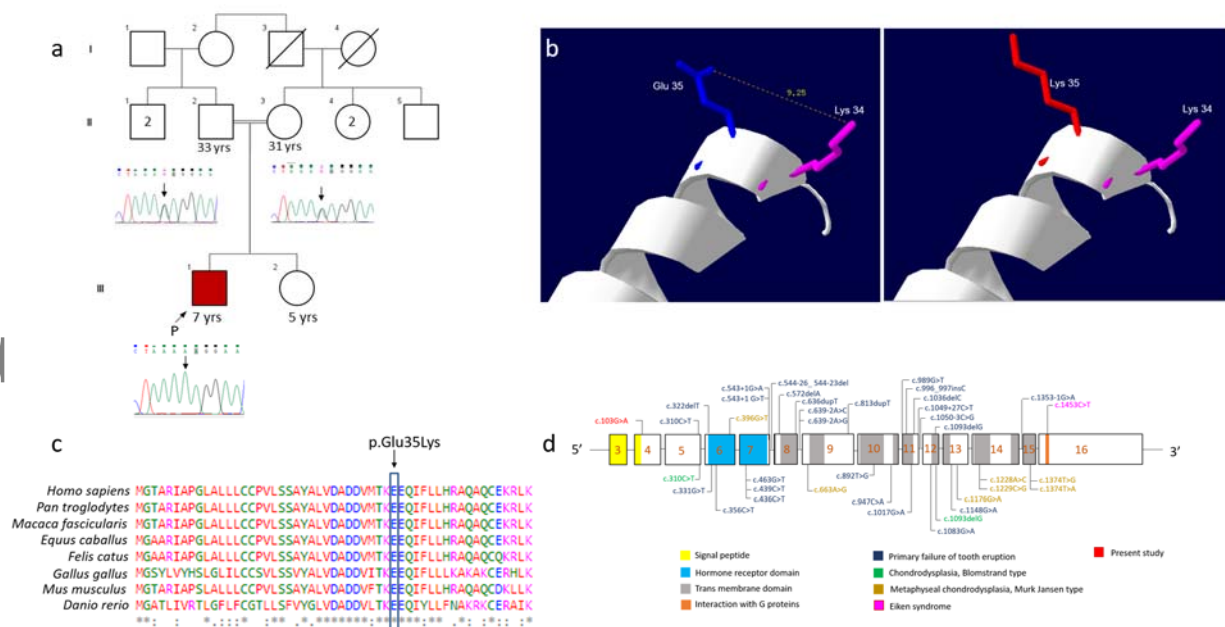 a
I
1
2
3
4
II
1
2
2
3
4
2
5
33 yrs
31 yrs
III
1
2
7 yrs
5 yrs
P
b
Glu 35
9,25
Lys 34
Lys 35
Lys 34
c
p.Glu35Lys
Homo sapiens MGTARIAPGLALLLCCPVLSSAYALVDADDVMTKEEQIFLLHRAQAQCEKRLK
Pan troglodytes MGTARIAPGLALLLCCPVLSSAYALVDADDVMTKEEQIFLLHRAQAQCEKRLK
Macaca fascicularis MGTARIAPGLALLLCCPVLSSAYALVDADDVMTKEEQIFLLHRAQAQCEKRLK
Equus caballus MGAARIAPGLALLLCCPVLSSAYALVDADDVMTKEEQIFLLHRAQAQCEKRLK
Felis catus MGAARIAPGLALLLCCPVLSSAYALVDADDVMTKEEQIFLLHRAQAQCQKRLK
Gallus gallus MGSYLVYHSLGLILCCSVLSSVYALVDADDVITKEEQIFLLLKAKAKCERHLK
Mus musculus MGTARIAPSLALLLCCPVLSSAYALVDADDVFTKEEQIFLLHRAQAQCDKLLK
Danio rerio MGATLIVRTLGFLFCGTLLSFVYGLVDADDVLTKEEQIYLLFNAKRKCERAIK
d
c.103G>A
c.322delT
c.310C>T
c.396G>T
c.543+1G>A
c.543+1 G>T
c.544-26_ 544-23del
c.572delA
c.636dupT
c.639-2A>C
c.639-2A>G
c.813dupT
c.989G>T
c.996_997insC
c.1036delC
c.1049+27C>T
c.1050-3C>G
c.1093delG
c.1353-1G>A
c.1453C>T
5’ 3 4 5 6 7 8 9 10 11 12 13 14 15 16 3’
c.310C>T
c.331G>T
c.356C>T
c.463G>T
c.439C>T
c.436C>T
c.663A>G
c.892T>G
c.947C>A
c.1017G>A
c.1083G>A
c.1093delG
c.1148G>A
c.1176G>A
c.1228A>C
c.1229C>G
c.1374T>G
c.1374T>A
Signal peptide
Hormone receptor domain
Trans membrane domain
Interaction with G proteins
Primary failure of tooth eruption
Chondrodysplasia, Blomstrand type
Metaphyseal chondrodysplasia, Murk Jansen type
Eiken syndrome
Present study